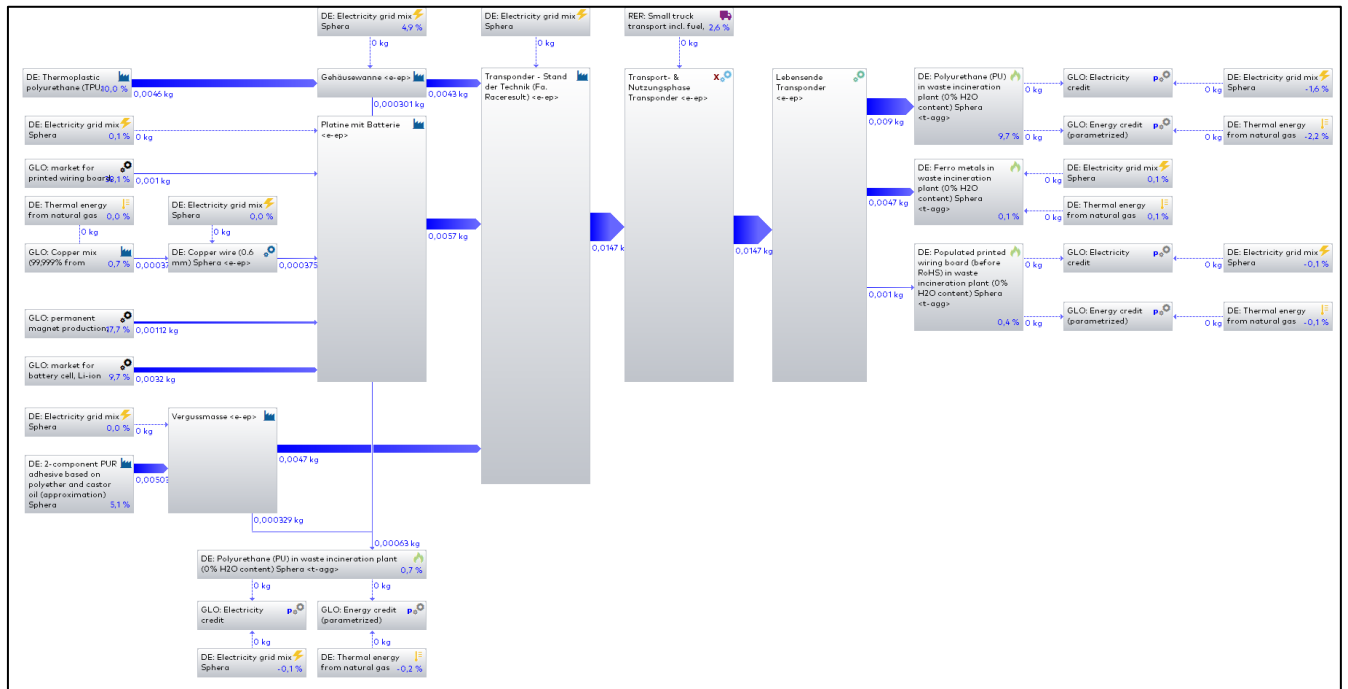 DE: Electricity grid mix
Sphera
4,9 %
0 kg
DE: Electricity grid mix
Sphera
0 kg
RER: Small truck
transport incl. fuel,
2,6 %
0 kg
DE: Thermoplastic
polyurethane (TPU,
0,0046 kg
Gehäusewanne <e-ep>
0,0043 kg
0,000301 kg
Transponder - Stand
der Technik (Fa.
Raceresult) <e-ep>
Transport- &
Nutzungsphase
Transponder <e-ep>
Lebensende
Transponder
<e-ep>
DE: Electricity grid mix
Sphera
0,1 %
0 kg
Platine mit Batterie
<e-ep>
GLO: market for
printed wiring board,
0,001 kg
DE: Thermal energy
from natural gas
0,0 %
0 kg
DE: Electricity grid mix
Sphera
0,0 %
0 kg
GLO: Copper mix
(99,999% from
0,7 %
DE: Copper wire (0.6
mm) Sphera <e-ep>
0,000375
0,0057 kg
GLO: permanent
magnet production,
0,00112 kg
GLO: market for
battery cell, Li-ion
9,7 %
0,0032 kg
0,0147 kg
0,0147 kg
DE: Electricity grid mix
Sphera
0,0 %
0 kg
Vergussmasse <e-ep>
0,0047 kg
DE: 2-component PUR
adhesive based on
polyether and castor
oil (approximation)
Sphera
5,1 %
0,00503
0,000329 kg
0,00063 kg
DE: Polyurethane (PU) in waste incineration plant
(0% H2O content) Sphera <t-agg>
0,7 %
0 kg
0 kg
GLO: Electricity
credit
GLO: Energy credit
(parametrized)
0 kg
0 kg
DE: Electricity grid mix
Sphera
-0,1 %
DE: Thermal energy
from natural gas
-0,2 %
0,009 kg
DE: Polyurethane (PU)
in waste incineration
plant (0% H2O
content) Sphera
<t-agg>
9,7 %
0 kg
GLO: Electricity
credit
0 kg
DE: Electricity grid mix
Sphera
-1,6 %
0 kg
GLO: Energy credit
(parametrized)
0 kg
DE: Thermal energy
from natural gas
-2,2 %
0,0047 kg
DE: Ferro metals in
waste incineration
plant (0% H2O
content) Sphera
<t-agg>
0,1 %
0 kg
DE: Electricity grid mix
Sphera
0,1 %
0 kg
DE: Thermal energy
from natural gas
0,1 %
0,001 kg
DE: Populated printed
wiring board (before
RoHS) in waste
incineration plant (0%
H2O content) Sphera
<t-agg>
0,4 %
0 kg
GLO: Electricity
credit
0 kg
DE: Electricity grid mix
Sphera
-0,1 %
0 kg
GLO: Energy credit
(parametrized)
0 kg
DE: Thermal energy
from natural gas
-0,1 %